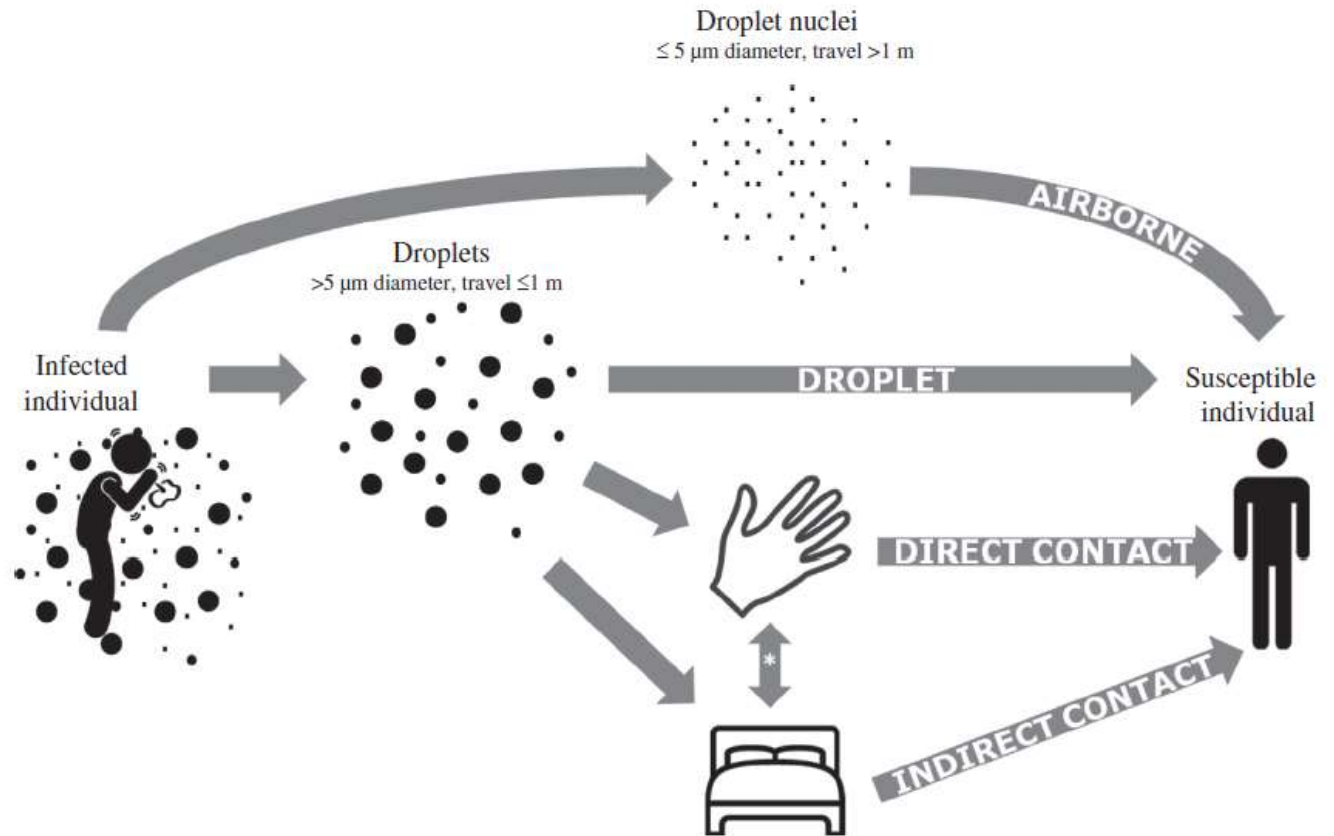 Droplet nuclei
≤ 5 μm diameter, travel >1 m
AIRBORNE
Droplets
>5 μm diameter, travel ≤1 m
Infected
individual
DROPLET
Susceptible
individual
DIRECT CONTACT
*
INDIRECT CONTACT